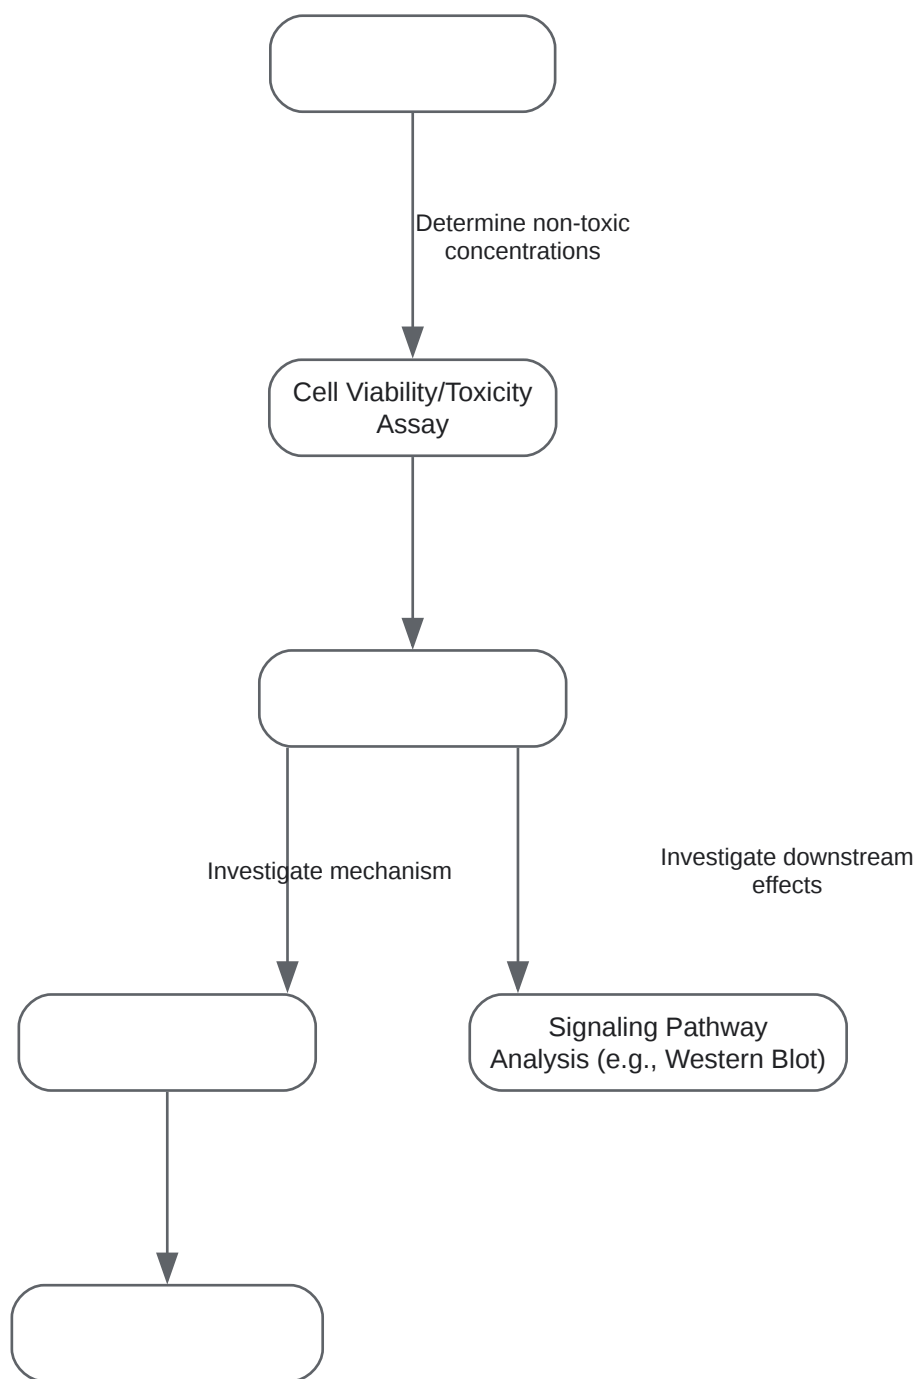 Determine non-toxic
concentrations
Cell Viability/Toxicity
Assay
Investigate mechanism
Investigate downstream
effects
Signaling Pathway
Analysis (e.g., Western Blot)